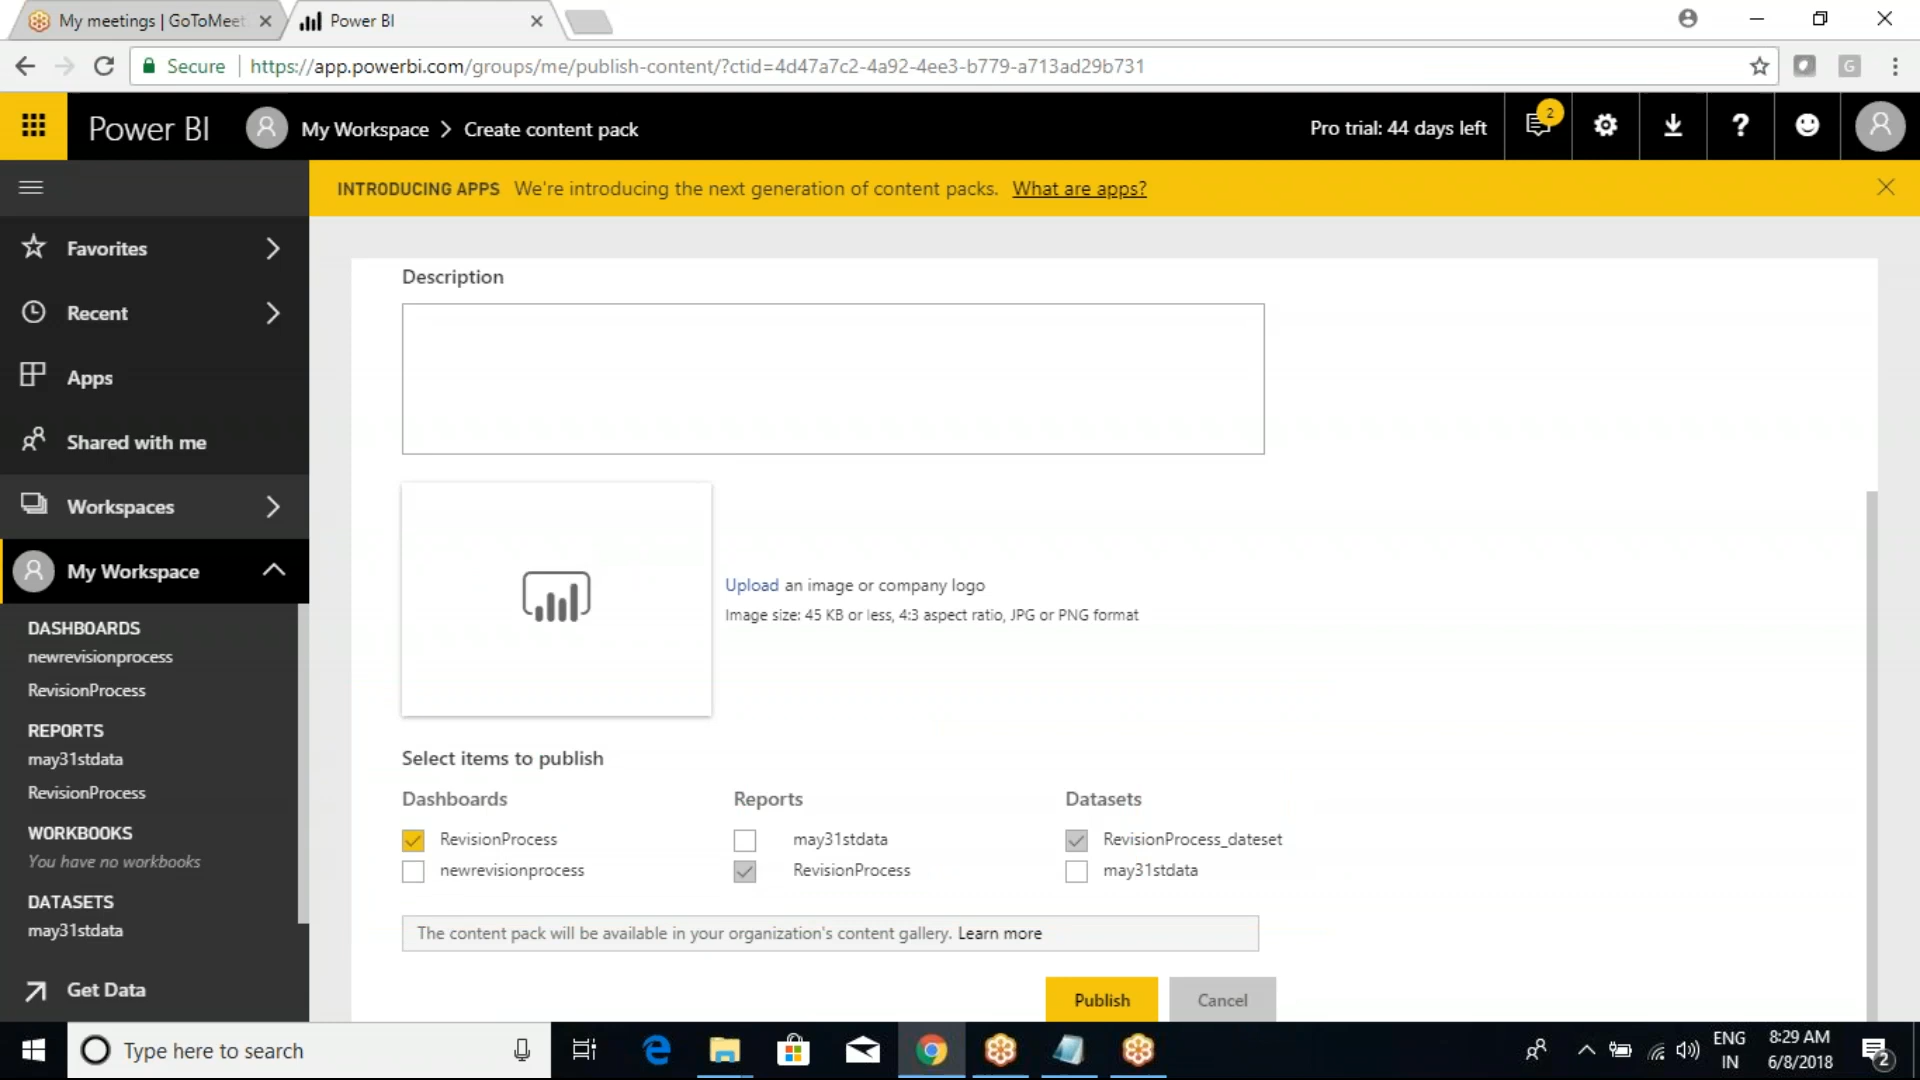 My meetings | GoToMeet
Power BI
Secure
https://app.powerbi.com/groups/me/publish-content/?ctid=4d47a7c2-4a92-4ee3-b779-a713ad29b731
G
Power BI
My Workspace > Create content pack
Pro trial: 44 days left
2
?
INTRODUCING APPS We're introducing the next generation of content packs. What are apps?
Favorites
Recent
Apps
Shared with me
Workspaces
My Workspace
DASHBOARDS
newrevisionprocess
RevisionProcess
REPORTS
may31stdata
RevisionProcess
WORKBOOKS
You have no workbooks
DATASETS
may31stdata
Get Data
Description
Upload an image or company logo
Image size: 45 KB or less, 4:3 aspect ratio, JPG or PNG format
Select items to publish
Dashboards
Reports
Datasets
RevisionProcess
may31stdata
RevisionProcess_dateset
newrevisionprocess
RevisionProcess
may31stdata
The content pack will be available in your organization's content gallery. Learn more
Publish
Cancel
Type here to search
ENG
IN
8:29 AM
6/8/2018
2